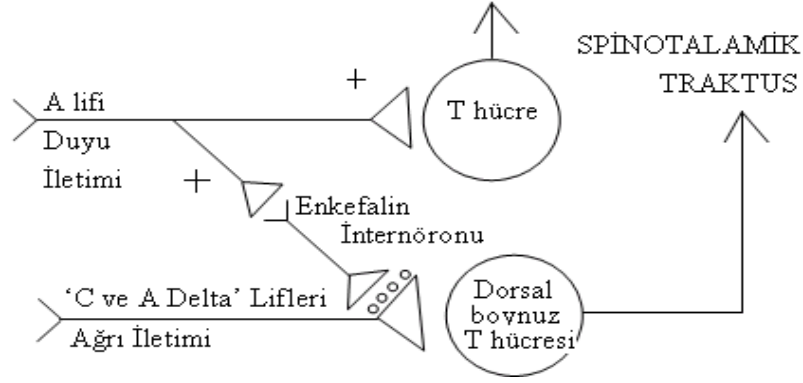 SPİNOTALAMİK
TRAKTUS
+
A lifi
T hücre
Duyu
İletimi
+
Enkefalin
İnternöronu
‘C ve A Delta’ Lifleri
Ağrı İletimi
Dorsal
boynuz
T hücresi